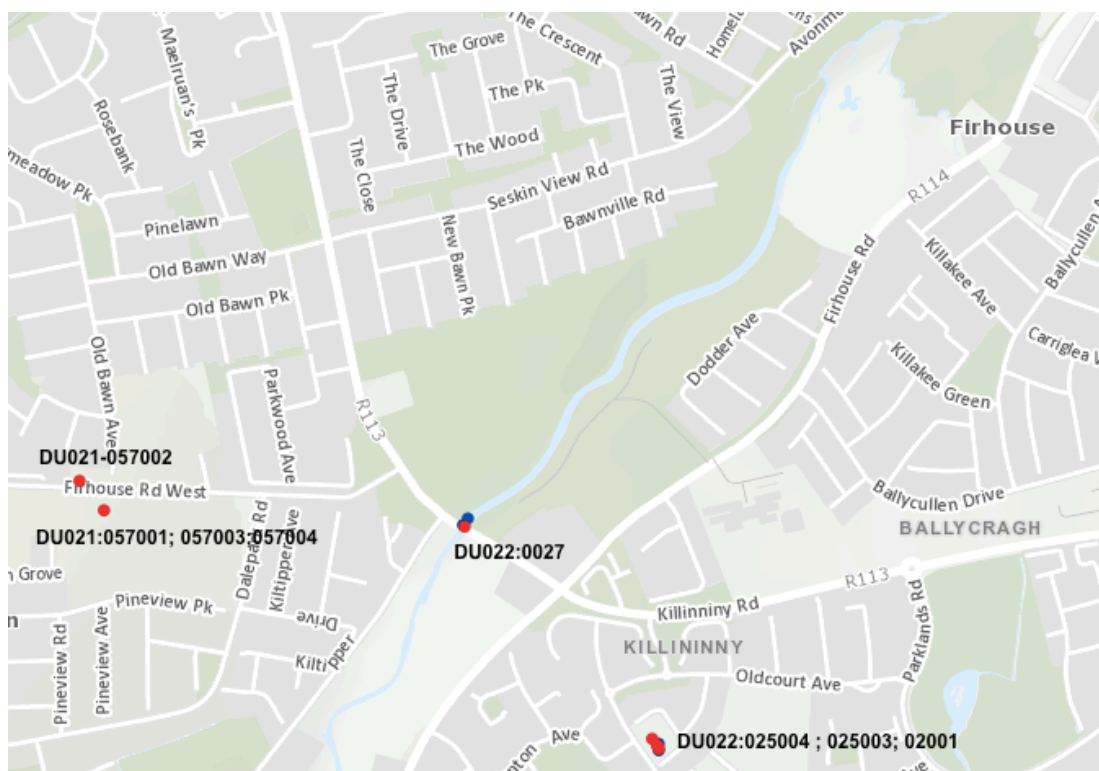 The Crescent
The Grove
Homel
Avonm
Maelruan's Pk
The Drive
The Pk
The View
Rosebank
The Wood
Firhouse
The Close
meadow Pk
R114
Seskin View Rd
Bawnville Rd
Pinelawn
New Bawn Pk
Old Bawn Way
Killakee Ave
Ballycullen A
Firhouse Rd
Old Bawn Pk
Carriglea W
Old Bawn Ave
Dodder Ave
Killakee Green
Parkwood Ave
R113
DU021-057002
Firhouse Rd West
Ballycullen Drive
DU021:057001; 057003:057004
BALLYCRAGH
DU022:0027
Dalepark Rd
Kiltipper Ave
n Grove
R113
Pineview Pk
Killinniny Rd
Drive
Parklands Rd
n
Kiltipper
KILLININNY
Pineview Rd
Pineview Ave
Oldcourt Ave
nton Ave
DU022:025004 ; 025003; 02001